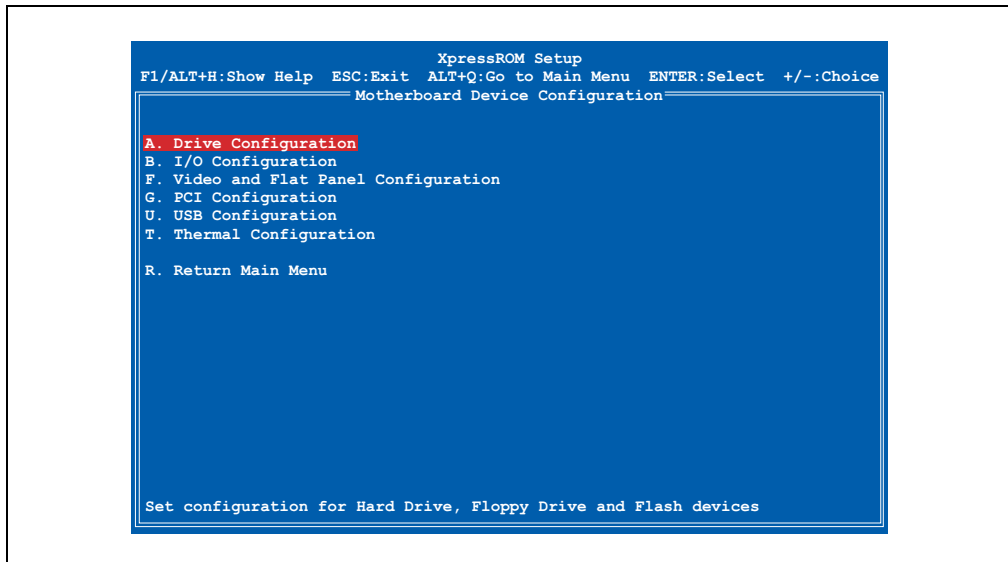 XpressROM Setup
F1/ALT+H:Show Help ESC:Exit ALT+Q:Go to Main Menu ENTER:Select +/-:Choice
Motherboard Device Configuration
A. Drive Configuration
B. I/O Configuration
F. Video and Flat Panel Configuration
G. PCI Configuration
U. USB Configuration
T. Thermal Configuration
R. Return Main Menu
Set configuration for Hard Drive, Floppy Drive and Flash devices